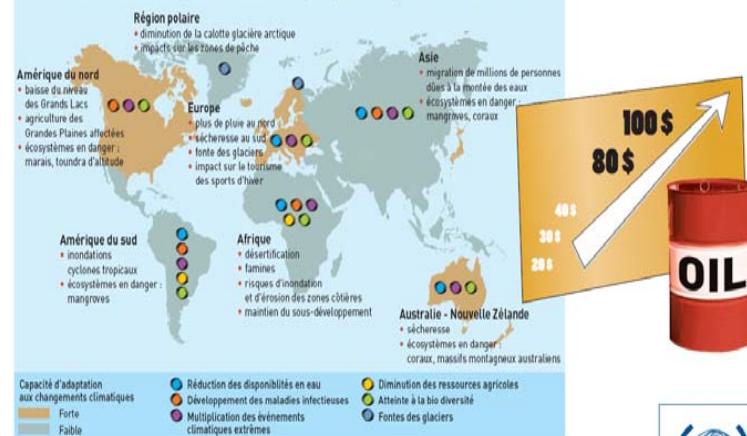 Région polaire
• diminution de la calotte glacière arctique
• impacts sur les zones de pêche
Amérique du nord
• baisse du niveau
des Grands Lacs
• agriculture des
Grandes Plaines affectées
• écosystèmes en danger :
marais, toundra d'altitude
Europe
• plus de pluie au nord
• sécheresse au sud
• fonte des glaciers
• impact sur le tourisme
des sports d'hiver
Asie
• migration de millions de personnes
dûes à la montée des eaux
• écosystèmes en danger :
mangroves, coraux
Amérique du sud
• inondations
cyclones tropicaux
• écosystèmes en danger :
mangroves
Afrique
• désertification
• famines
• risques d'inondation
et d'érosion des zones côtières
• maintien du sous-développement
Australie - Nouvelle Zélande
• sécheresse
• écosystèmes en danger :
coraux, massifs montagneux australiens
Capacité d'adaptation
aux changements climatiques
Forte
Faible
Réduction des disponiblités en eau
Développement des maladies infectieuses
Multiplication des événements
climatiques extrêmes
Diminution des ressources agricoles
Atteinte à la bio diversité
Fontes des glaciers
100 $
80 $
40 $
30 $
20 $
OIL